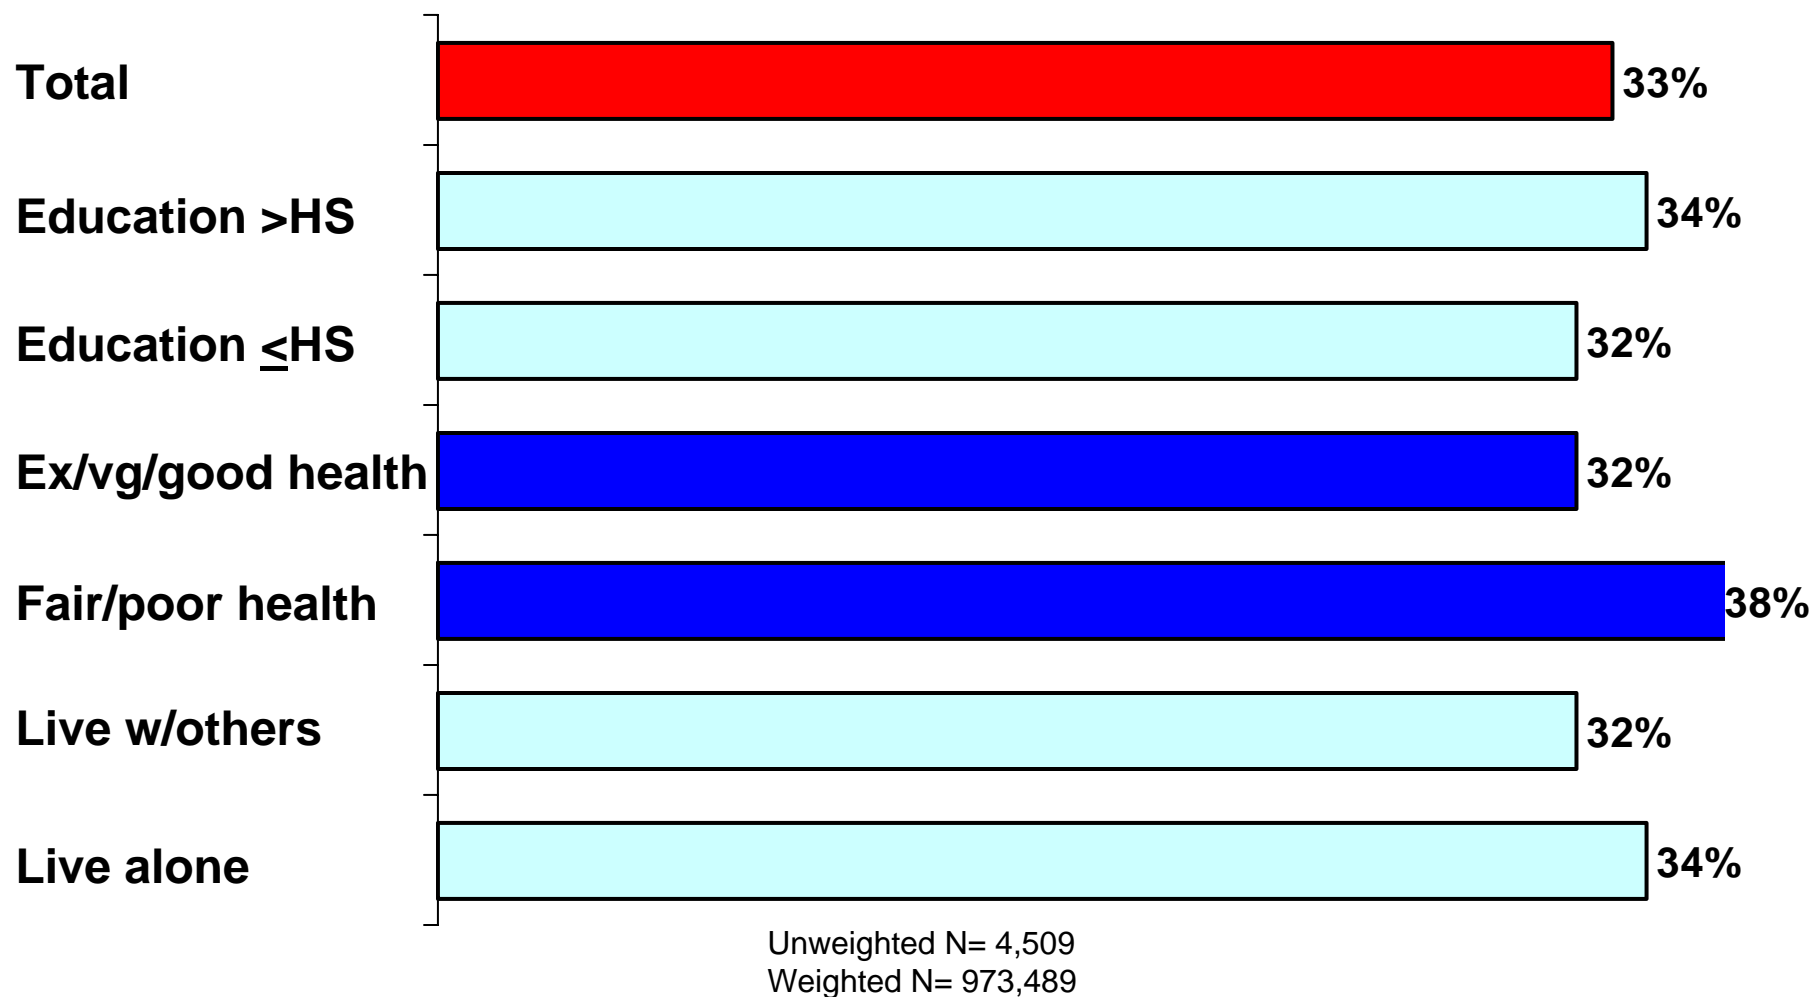 Total 33%
Education >HS 34%
Education ≤HS 32%
Ex/vg/good health 32%
Fair/poor health 38%
Live w/others 32%
Live alone 34%
Unweighted N= 4,509
Weighted N= 973,489